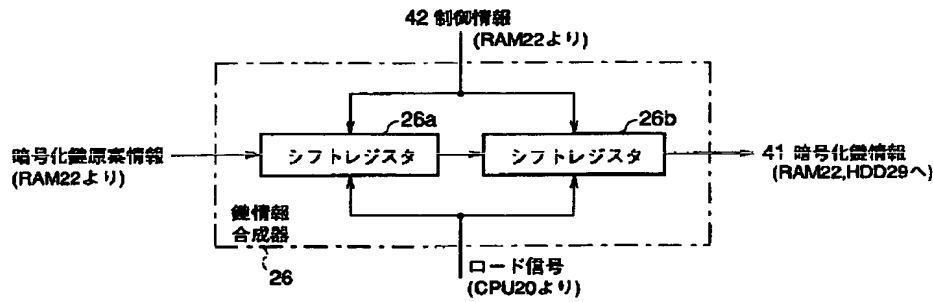 42 制御情報
(RAM22より)
26a
26b
シフトレジスタ
シフトレジスタ
暗号化鍵原案情報
(RAM22より)
41 暗号化鍵情報
(RAM22,HDD29へ)
鍵情報
合成器
26
ロード信号
(CPU20より)